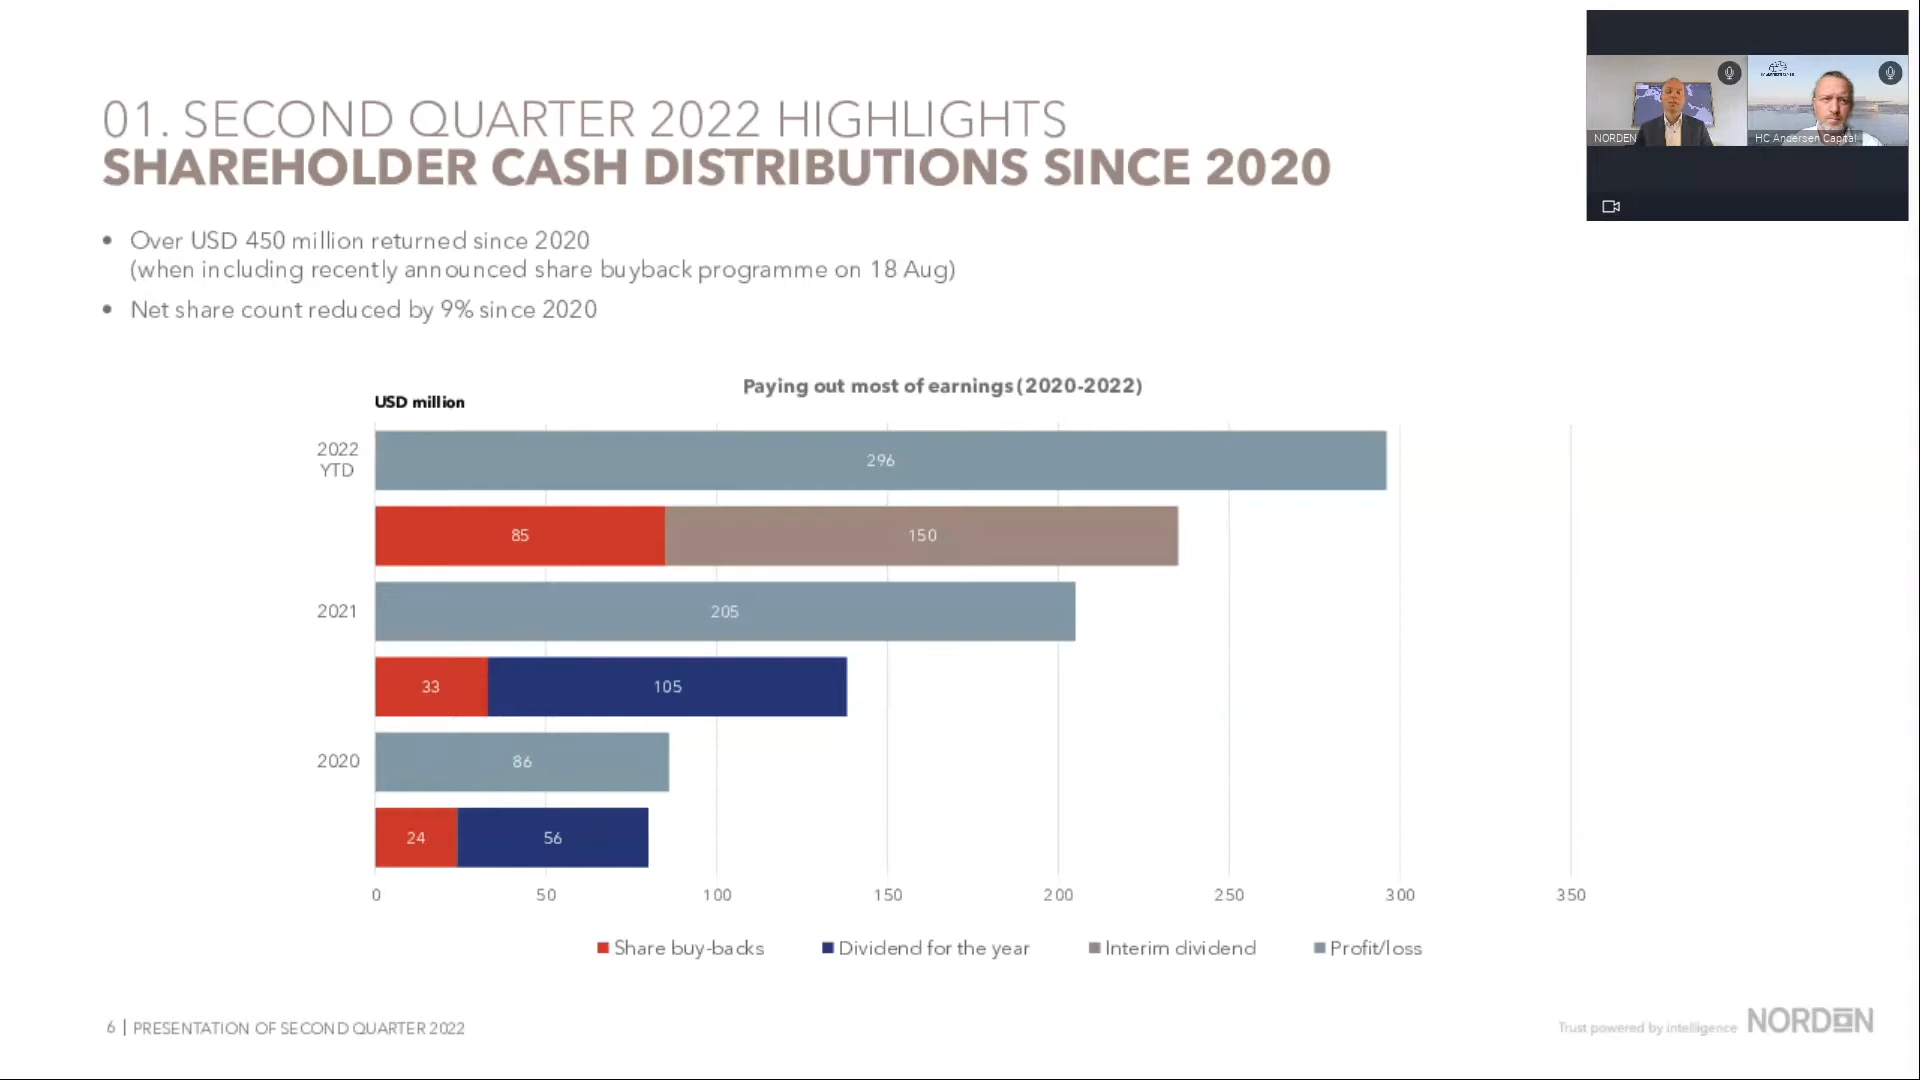 01. SECOND QUARTER 2022 HIGHLIGHTS
SHAREHOLDER CASH DISTRIBUTIONS SINCE 2020
NORDEN
HC Andersen Capital
• Over USD 450 million returned since 2020
(when including recently announced share buyback programme on 18 Aug)
• Net share count reduced by 9% since 2020
Paying out most of earnings (2020-2022)
USD million
2022
YTD
296
85
150
2021
205
33
105
2020
86
24
56
0 50 100 150 200 250 300 350
Share buy-backs
Dividend for the year
Interim dividend
Profit/loss
6 | PRESENTATION OF SECOND QUARTER 2022
Trust powered by intelligence
NORDEN